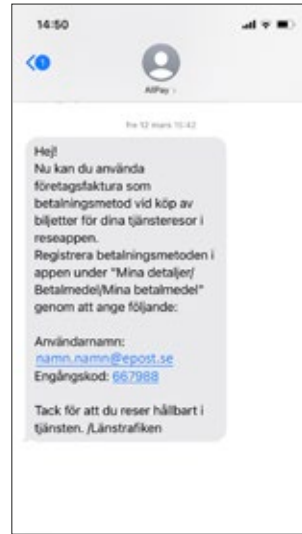 14:50
1
AllPay
fre 12 mars 10:42
Hej!
Nu kan du använda
företagsfaktura som
betalningsmetod vid köp av
biljetter för dina tjänsteresor i
reseappen.
Registrera betalningsmetoden i
appen under "Mina detaljer/
Betalmedel/Mina betalmedel"
genom att ange följande:
Användarnamn:
namn.namn@epost.se
Engångskod: 667988
Tack för att du reser hållbart i
tjänsten. /Länstrafiken